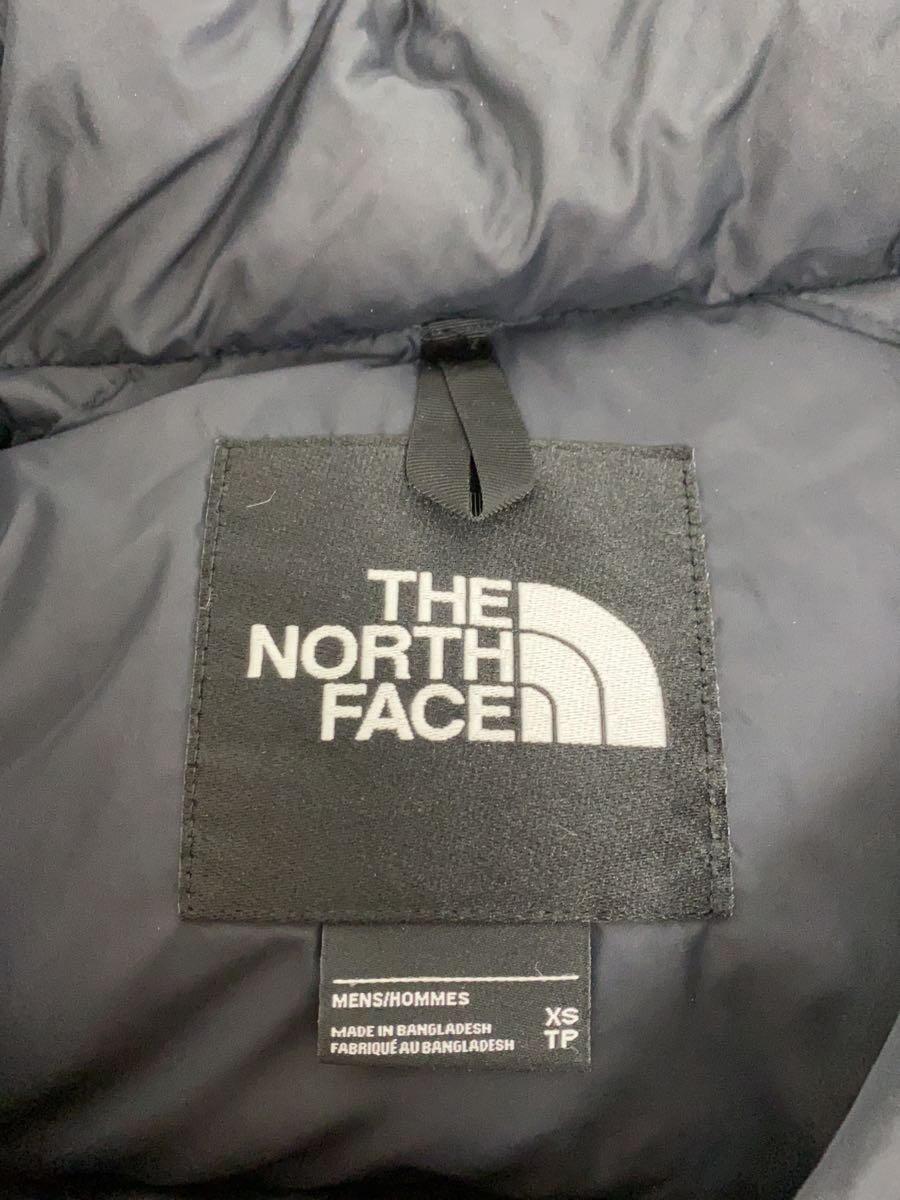 THE
NORTH
FACE
MENS/HOMMES
MADE IN BANGLADESH
FABRIQUÉ AU BANGLADESH
XS
TP